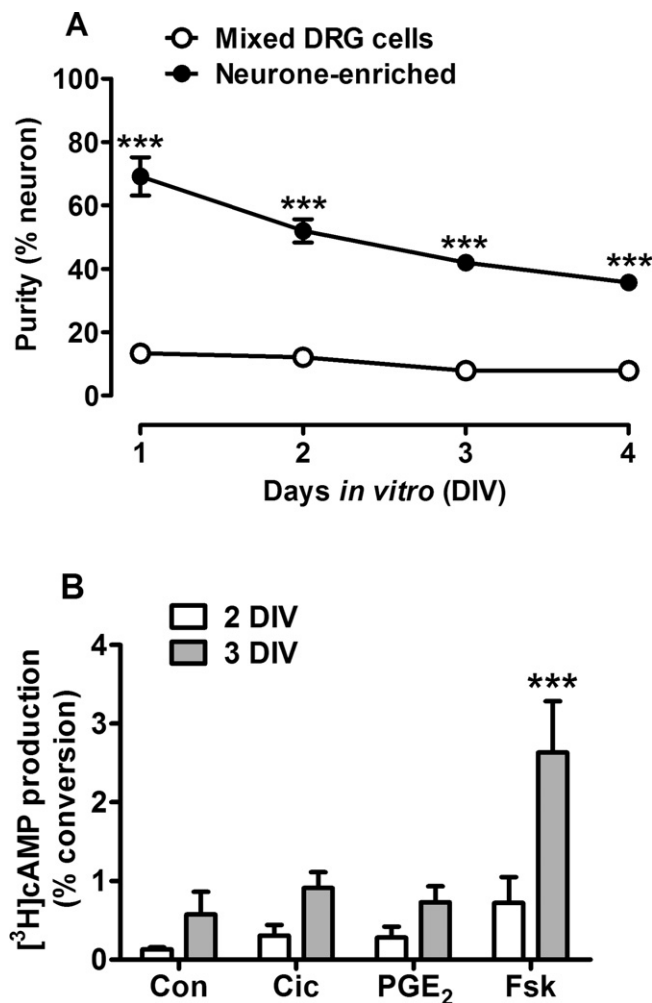 A
Mixed DRG cells
Neurone-enriched
Purity (% neuron)
100
80
60
40
20
0
***
***
***
***
1 2 3 4
Days in vitro (DIV)
B
2 DIV
3 DIV
[³H]cAMP production
(% conversion)
4
3
2
1
0
***
Con Cic PGE₂ Fsk